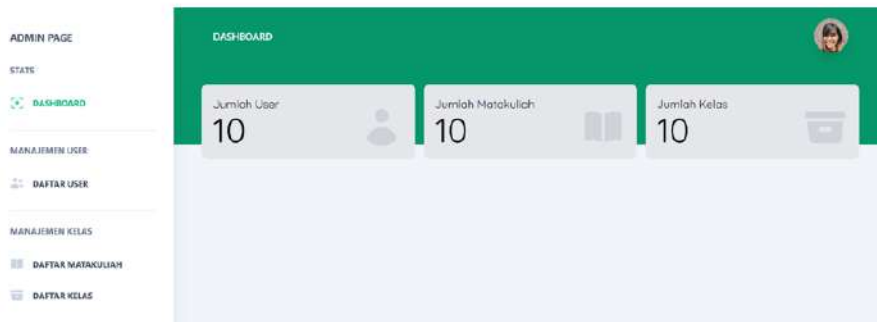 ADMIN PAGE
STATS
DASHBOARD
MANAJEMEN USER
DAFTAR USER
MANAJEMEN KELAS
DAFTAR MATAKULIAH
DAFTAR KELAS
DASHBOARD
Jumlah User
10
Jumlah Matakuliah
10
Jumlah Kelas
10